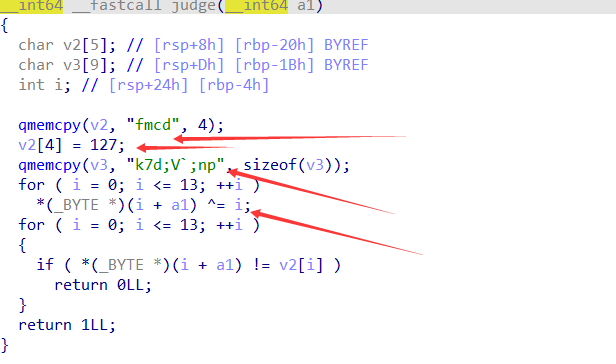 __int64 __fastcall judge(__int64 a1)
{
char v2[5]; // [rsp+8h] [rbp-20h] BYREF
char v3[9]; // [rsp+Dh] [rbp-1Bh] BYREF
int i; // [rsp+24h] [rbp-4h]
qmemcpy(v2, "fmcd", 4);
v2[4] = 127;
qmemcpy(v3, "k7d;V`;np", sizeof(v3));
for ( i = 0; i <= 13; ++i )
*(_BYTE *)(i + a1) ^= i;
for ( i = 0; i <= 13; ++i )
{
if ( *(_BYTE *)(i + a1) != v2[i] )
return 0LL;
}
return 1LL;
}